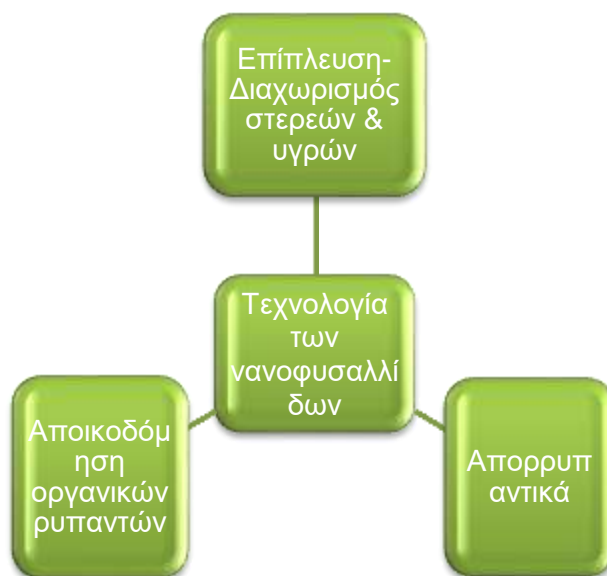 Επίπλευση-
Διαχωρισμός
στερεών &
υγρών
Τεχνολογία
των
νανοφυσαλλί
δων
Αποικοδόμ
ηση
οργανικών
ρυπαντών
Απορρυπ
αντικά